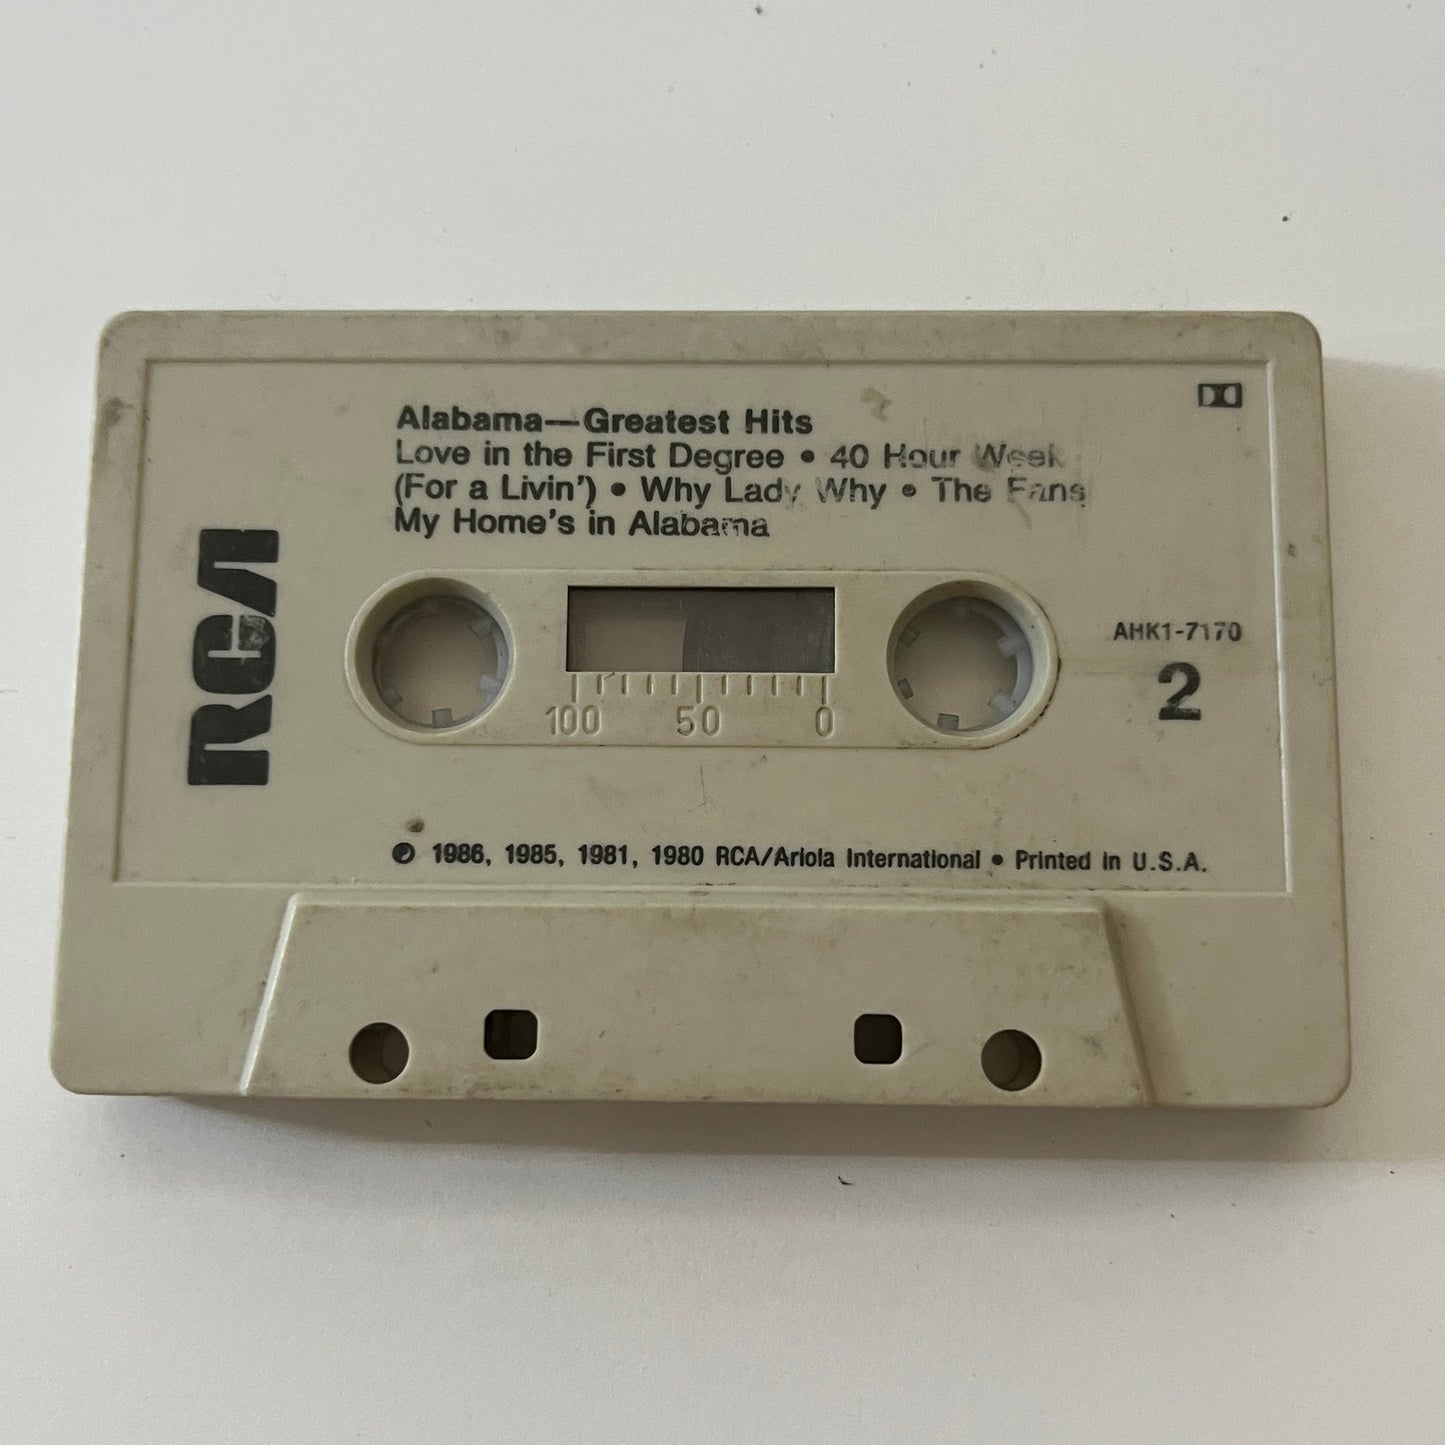 Alabama—Greatest Hits
Love in the First Degree • 40 Hour Week
(For a Livin') • Why Lady Why • The Fans
My Home's in Alabama
RCA
AHK1-7170
2
100 50 0
℗ 1986, 1985, 1981, 1980 RCA/Ariola International • Printed in U.S.A.